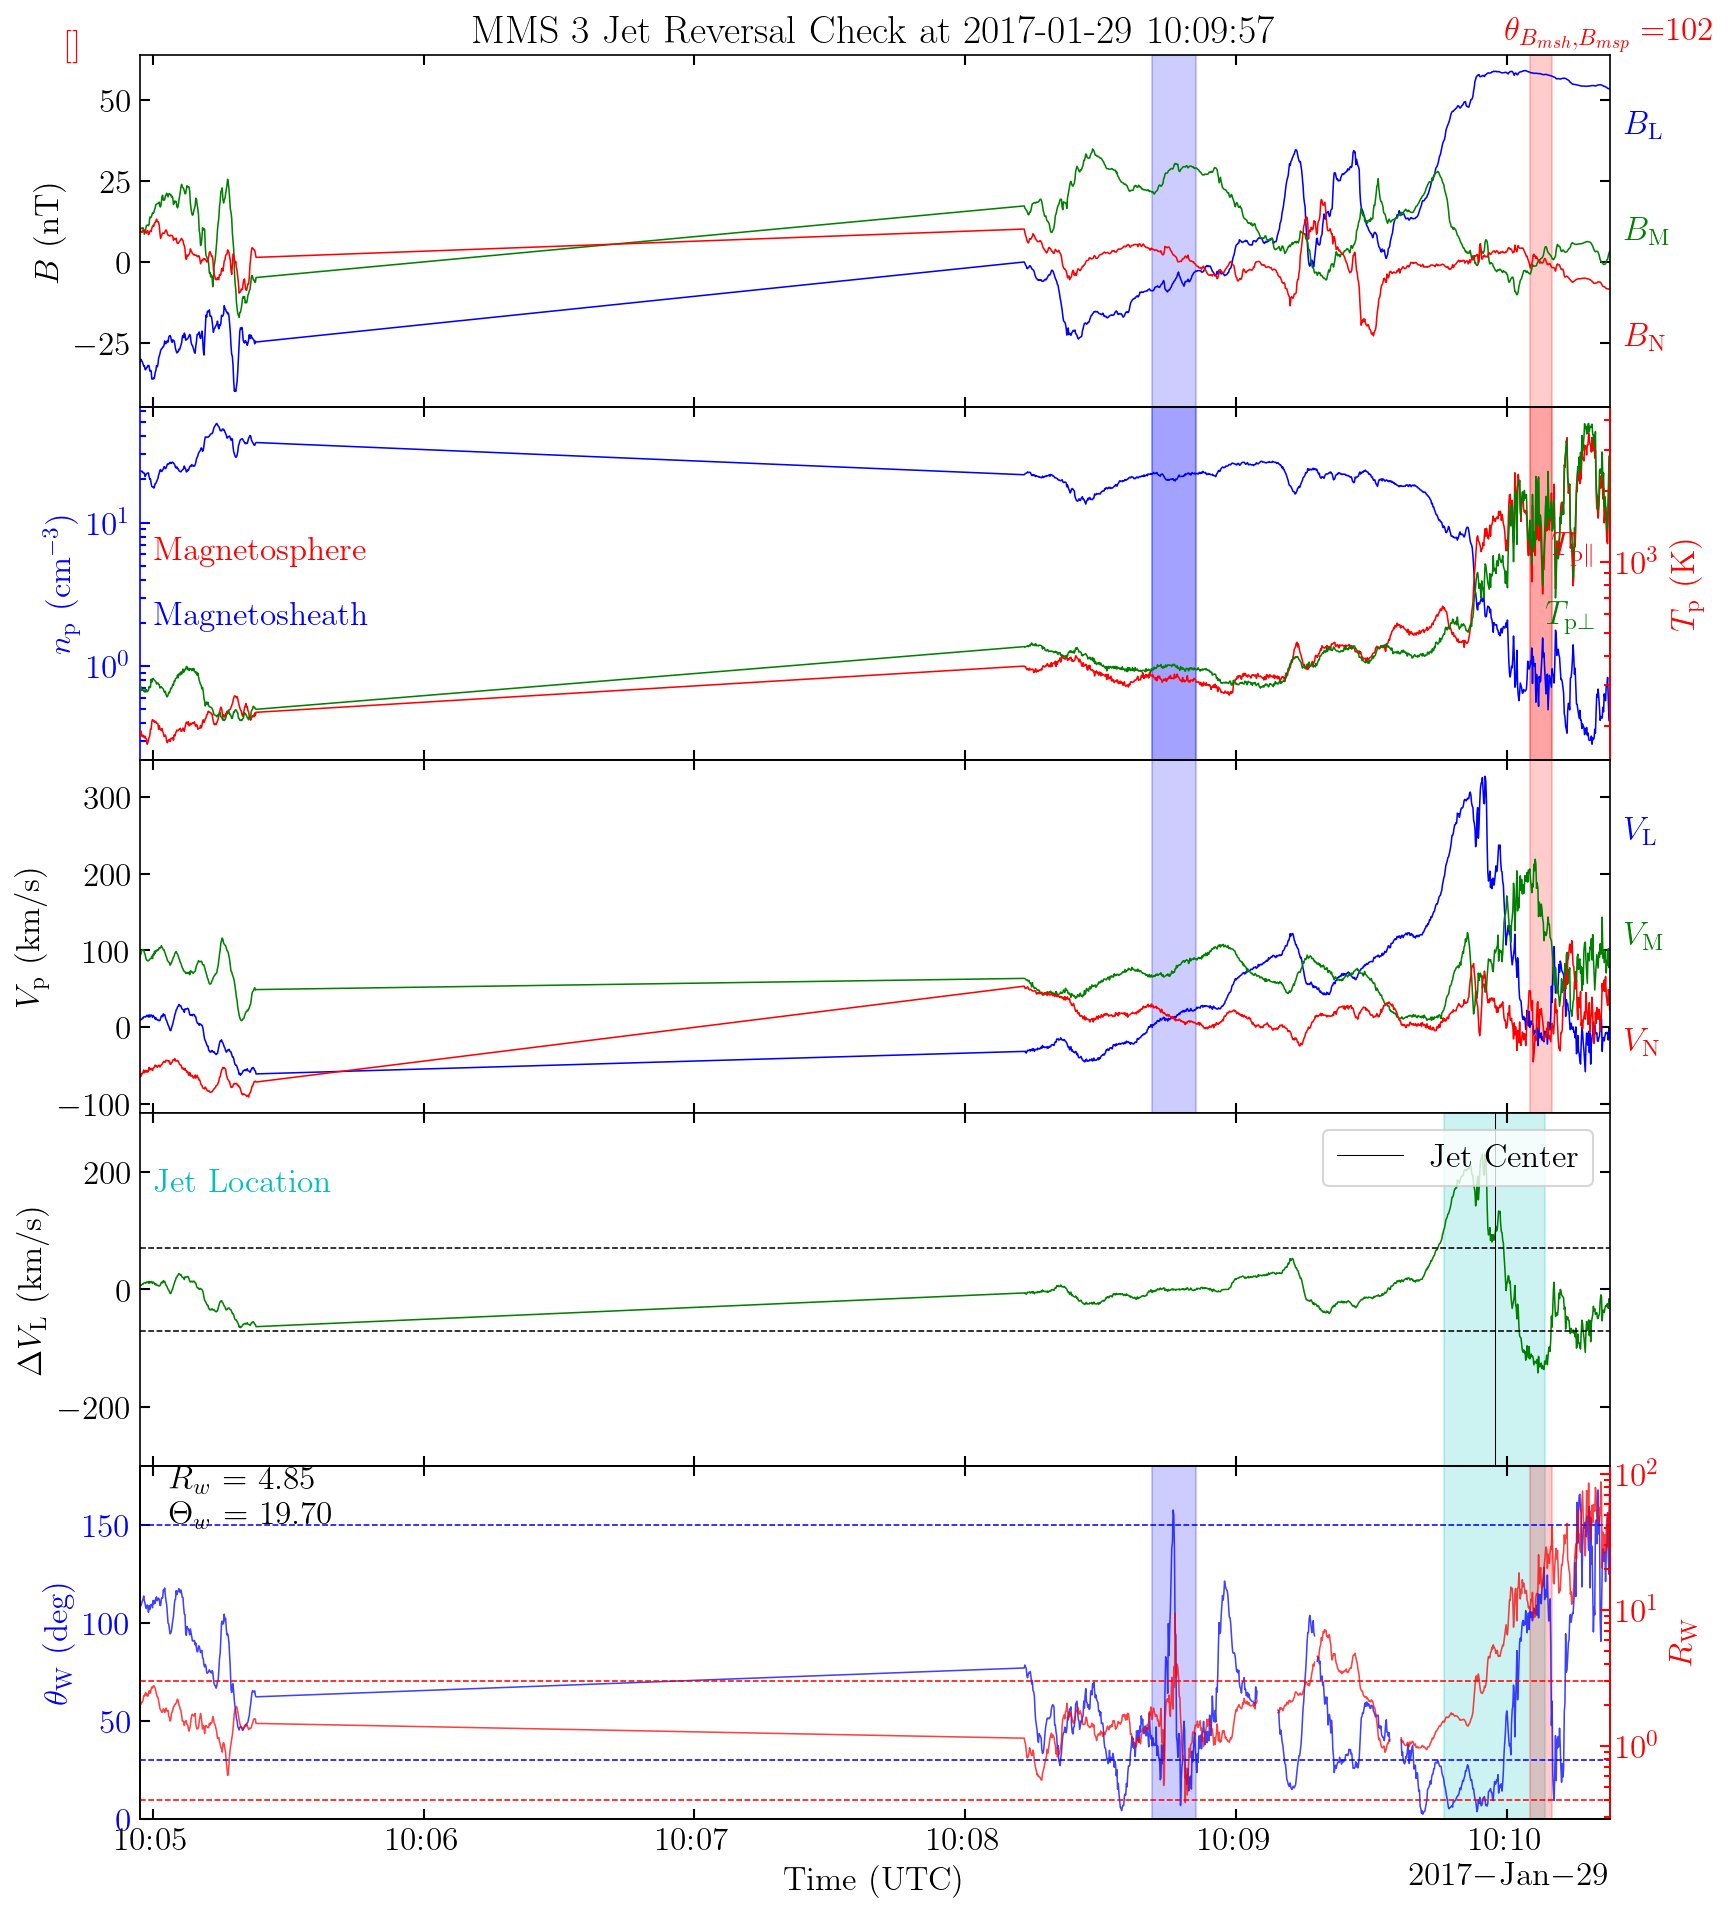 MMS 3 Jet Reversal Check at 2017-01-29 10:09:57
θ_{B_{msh},B_{msp}} =102
[]
50
25
0
−25
B (nT)
B_L
B_M
B_N
10^1
10^0
n_p (cm^{−3})
Magnetosphere
Magnetosheath
T_{p∥}
T_{p⊥}
10^3
T_p (K)
300
200
100
0
−100
V_p (km/s)
V_L
V_M
V_N
200
0
−200
ΔV_L (km/s)
Jet Location
Jet Center
R_w = 4.85
Θ_w = 19.70
150
100
50
0
θ_W (deg)
10^2
10^1
10^0
R_W
10:05
10:06
10:07
10:08
10:09
10:10
Time (UTC)
2017−Jan−29